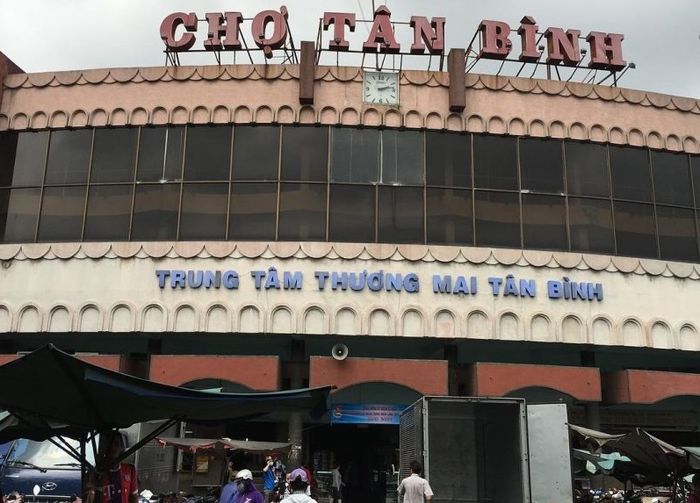 CHỢ TÂN BÌNH
TRUNG TÂM THƯƠNG MẠI TÂN BÌNH